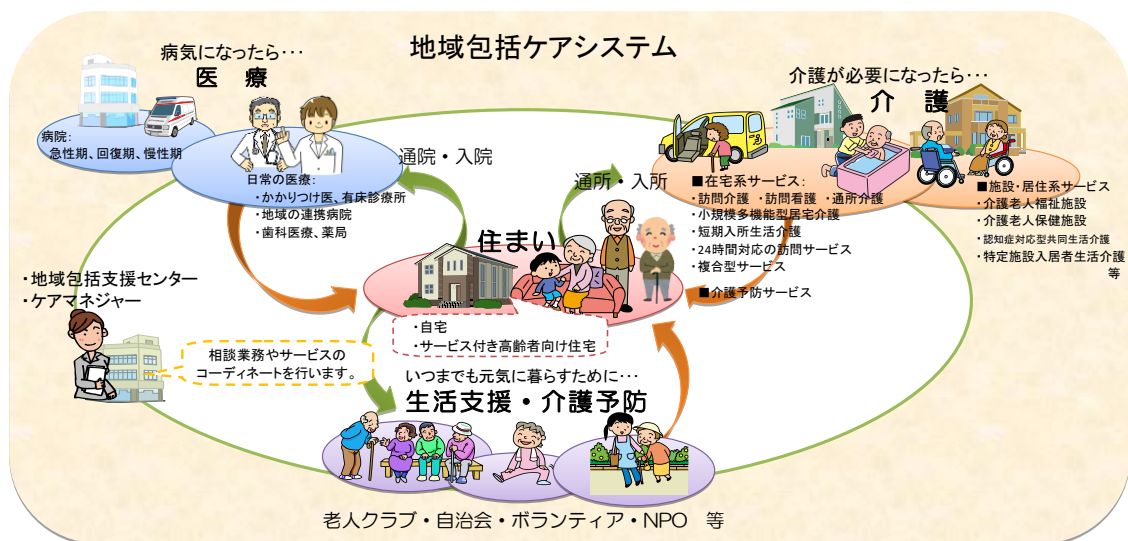 地域包括ケアシステム
病気になったら･･･
医　療
病院：
急性期、回復期、慢性期
日常の医療：
・かかりつけ医、有床診療所
・地域の連携病院
・歯科医療、薬局
通院・入院
通所・入所
介護が必要になったら･･･
介　護
■在宅系サービス：
・訪問介護　・訪問看護　・通所介護
・小規模多機能型居宅介護
・短期入所生活介護
・24時間対応の訪問サービス
・複合型サービス
■介護予防サービス
■施設・居住系サービス
・介護老人福祉施設
・介護老人保健施設
・認知症対応型共同生活介護
・特定施設入居者生活介護
等
住まい
・自宅
・サービス付き高齢者向け住宅
・地域包括支援センター
・ケアマネジャー
相談業務やサービスの
コーディネートを行います。
いつまでも元気に暮らすために･･･
生活支援・介護予防
老人クラブ・自治会・ボランティア・NPO　等